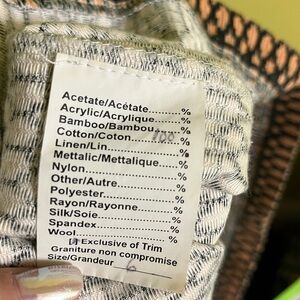 Acetate/Acétate..........%
Acrylic/Acrylique........%
Bamboo/Bambou........%
Cotton/Coton....100....%
Linen/Lin....................%
Metallic/Metallique.....%
Nylon.........................%
Other/Autre................%
Polyester...................%
Rayon/Rayonne.........%
Silk/Soie....................%
Spandex....................%
Wool..........................%
Exclusive of Trim
Graniture non compromise
Size/Grandeur 6